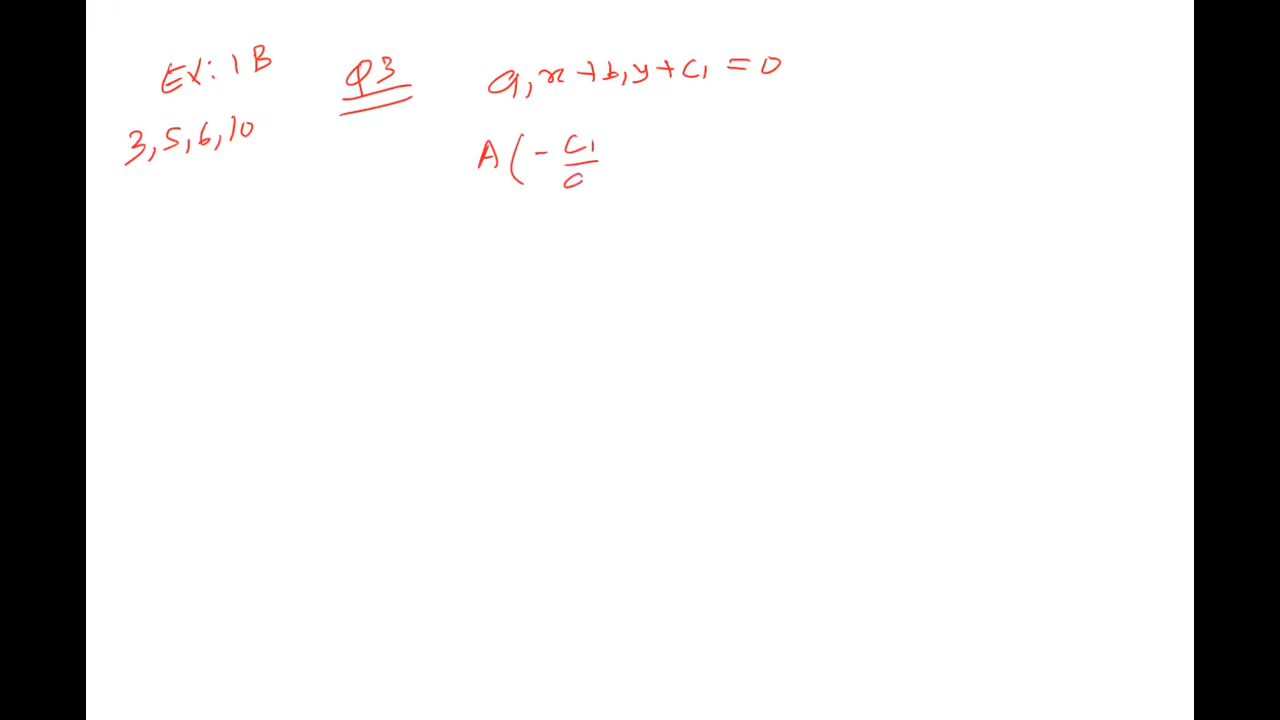 Ex: 1B
3, 5, 6, 10
Q3
a₁x + b₁y + c₁ = 0
A(-c₁/a